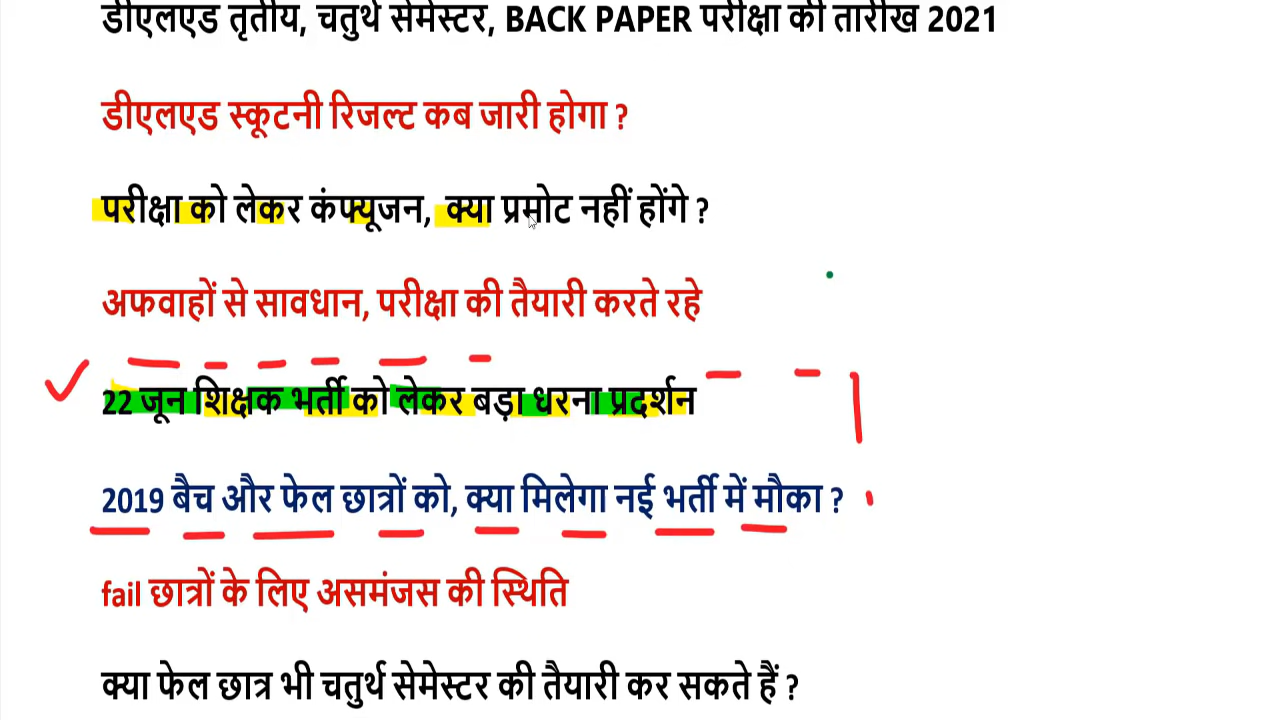 डीएलएड तृतीय, चतुर्थ सेमेस्टर, BACK PAPER परीक्षा की तारीख 2021
डीएलएड स्कूटनी रिजल्ट कब जारी होगा ?
परीक्षा को लेकर कंफ्यूजन, क्या प्रमोट नहीं होंगे ?
अफवाहों से सावधान, परीक्षा की तैयारी करते रहे
22 जून शिक्षक भर्ती को लेकर बड़ा धरना प्रदर्शन
2019 बैच और फेल छात्रों को, क्या मिलेगा नई भर्ती में मौका ?
fail छात्रों के लिए असमंजस की स्थिति
क्या फेल छात्र भी चतुर्थ सेमेस्टर की तैयारी कर सकते हैं ?